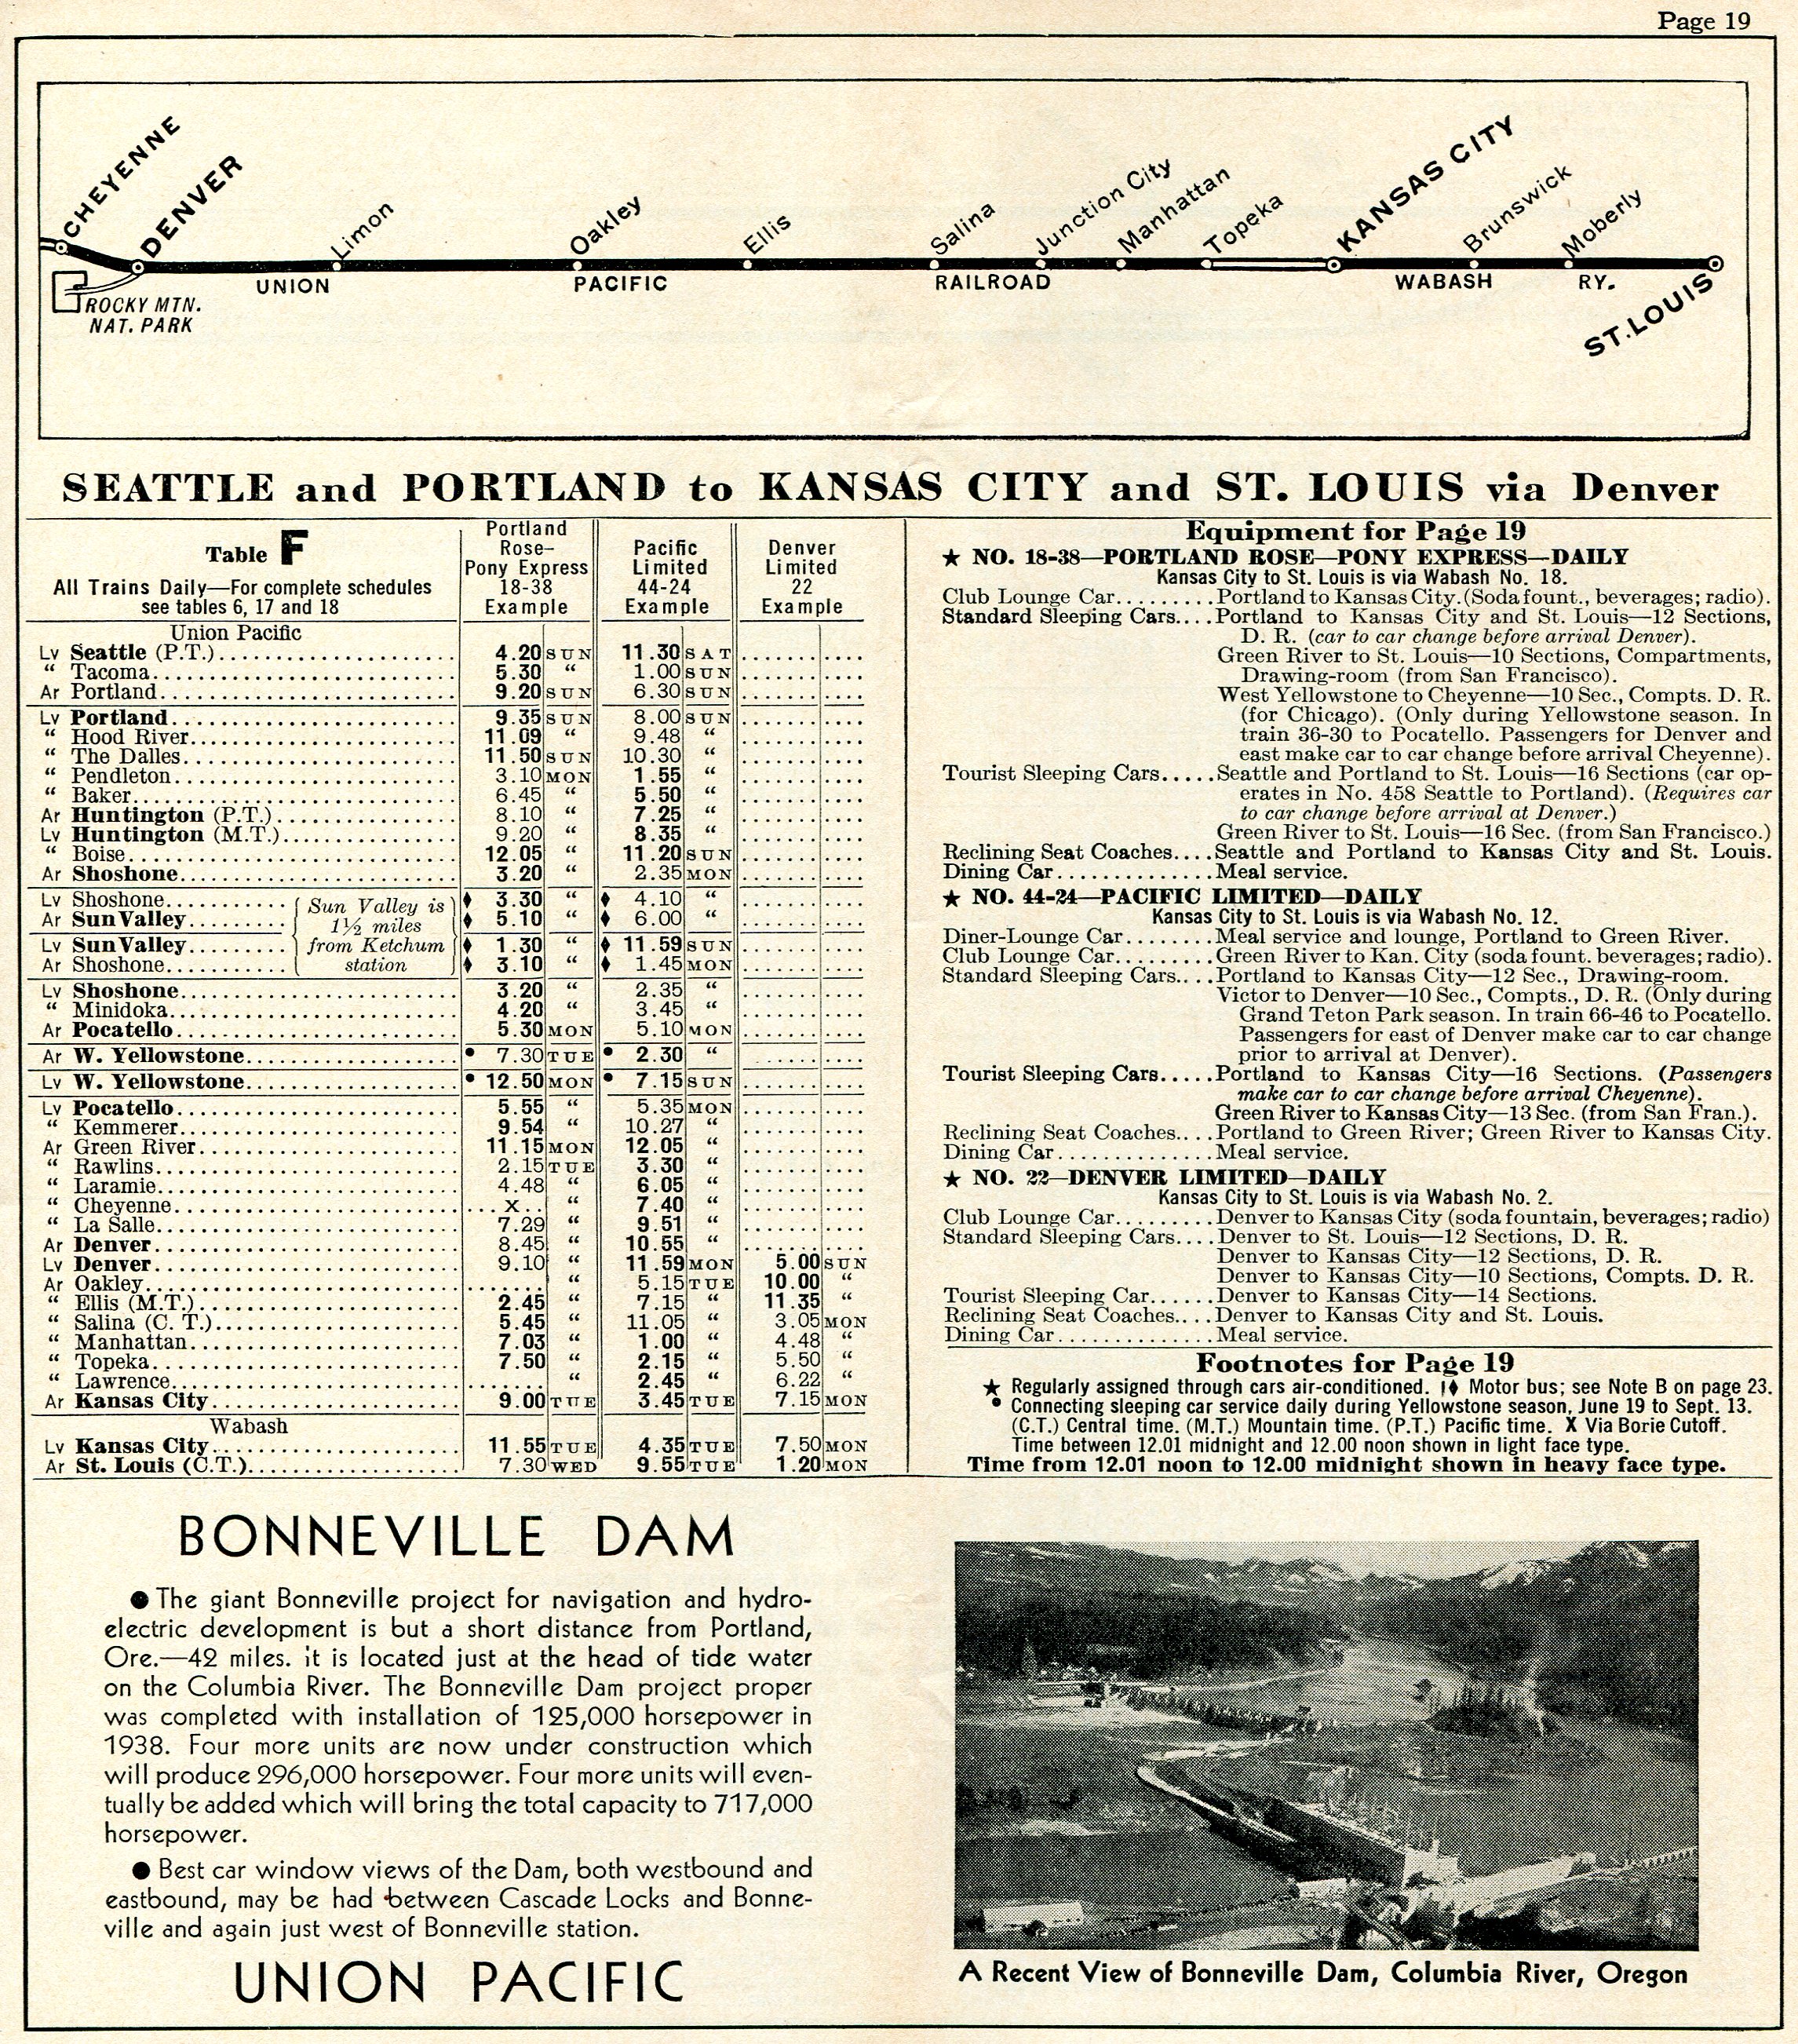 Page 19
CHEYENNE
DENVER
Limon
Oakley
Ellis
Salina
Junction City
Manhattan
Topeka
KANSAS CITY
Brunswick
Moberly
ST. LOUIS
UNION PACIFIC RAILROAD WABASH RY.
ROCKY MTN.
NAT. PARK
SEATTLE and PORTLAND to KANSAS CITY and ST. LOUIS via Denver
Table F
All Trains Daily—For complete schedules
see tables 6, 17 and 18
Portland
Rose–
Pony Express
18-38
Example
Pacific
Limited
44-24
Example
Denver
Limited
22
Example
Union Pacific
Lv Seattle (P.T.) 4.20 SUN 11.30 SAT
“ Tacoma 5.30 “ 1.00 SUN
Ar Portland 9.20 SUN 6.30 SUN
Lv Portland 9.35 SUN 8.00 SUN
“ Hood River 11.09 “ 9.48 “
“ The Dalles 11.50 SUN 10.30 “
“ Pendleton 3.10 MON 1.55 “
“ Baker 6.45 “ 5.50 “
Ar Huntington (P.T.) 8.10 “ 7.25 “
Lv Huntington (M.T.) 9.20 “ 8.35 “
“ Boise 12.05 “ 11.20 SUN
Ar Shoshone 3.20 “ 2.35 MON
Lv Shoshone ♦ 3.30 “ ♦ 4.10 “
Ar Sun Valley ♦ 5.10 “ ♦ 6.00 “
Lv Sun Valley ♦ 1.30 “ ♦ 11.59 SUN
Ar Shoshone ♦ 3.10 “ ♦ 1.45 MON
Sun Valley is
1½ miles
from Ketchum
station
Lv Shoshone 3.20 “ 2.35 “
“ Minidoka 4.20 “ 3.45 “
Ar Pocatello 5.30 MON 5.10 MON
Ar W. Yellowstone • 7.30 TUE • 2.30 “
Lv W. Yellowstone • 12.50 MON • 7.15 SUN
Lv Pocatello 5.55 “ 5.35 MON
“ Kemmerer 9.54 “ 10.27 “
Ar Green River 11.15 MON 12.05 “
“ Rawlins 2.15 TUE 3.30 “
“ Laramie 4.48 “ 6.05 “
“ Cheyenne x “ 7.40 “
“ La Salle 7.29 “ 9.51 “
Ar Denver 8.45 “ 10.55 “
Lv Denver 9.10 “ 11.59 MON 5.00 SUN
Ar Oakley “ 5.15 TUE 10.00 “
“ Ellis (M.T.) 2.45 “ 7.15 “ 11.35 “
“ Salina (C. T.) 5.45 “ 11.05 “ 3.05 MON
“ Manhattan 7.03 “ 1.00 “ 4.48 “
“ Topeka 7.50 “ 2.15 “ 5.50 “
“ Lawrence “ 2.45 “ 6.22 “
Ar Kansas City 9.00 TUE 3.45 TUE 7.15 MON
Wabash
Lv Kansas City 11.55 TUE 4.35 TUE 7.50 MON
Ar St. Louis (C.T.) 7.30 WED 9.55 TUE 1.20 MON
Equipment for Page 19
★ NO. 18-38—PORTLAND ROSE—PONY EXPRESS—DAILY
Kansas City to St. Louis is via Wabash No. 18.
Club Lounge Car.........Portland to Kansas City. (Soda fount., beverages; radio).
Standard Sleeping Cars....Portland to Kansas City and St. Louis—12 Sections,
D. R. (car to car change before arrival Denver).
Green River to St. Louis—10 Sections, Compartments,
Drawing-room (from San Francisco).
West Yellowstone to Cheyenne—10 Sec., Compts. D. R.
(for Chicago). (Only during Yellowstone season. In
train 36-30 to Pocatello. Passengers for Denver and
east make car to car change before arrival Cheyenne).
Tourist Sleeping Cars.....Seattle and Portland to St. Louis—16 Sections (car op-
erates in No. 458 Seattle to Portland). (Requires car
to car change before arrival at Denver.)
Green River to St. Louis—16 Sec. (from San Francisco.)
Reclining Seat Coaches....Seattle and Portland to Kansas City and St. Louis.
Dining Car..............Meal service.
★ NO. 44-24—PACIFIC LIMITED—DAILY
Kansas City to St. Louis is via Wabash No. 12.
Diner-Lounge Car........Meal service and lounge, Portland to Green River.
Club Lounge Car.........Green River to Kan. City (soda fount. beverages; radio).
Standard Sleeping Cars....Portland to Kansas City—12 Sec., Drawing-room.
Victor to Denver—10 Sec., Compts., D. R. (Only during
Grand Teton Park season. In train 66-46 to Pocatello.
Passengers for east of Denver make car to car change
prior to arrival at Denver).
Tourist Sleeping Cars.....Portland to Kansas City—16 Sections. (Passengers
make car to car change before arrival Cheyenne).
Green River to Kansas City—13 Sec. (from San Fran.).
Reclining Seat Coaches....Portland to Green River; Green River to Kansas City.
Dining Car..............Meal service.
★ NO. 22—DENVER LIMITED—DAILY
Kansas City to St. Louis is via Wabash No. 2.
Club Lounge Car.........Denver to Kansas City (soda fountain, beverages; radio)
Standard Sleeping Cars....Denver to St. Louis—12 Sections, D. R.
Denver to Kansas City—12 Sections, D. R.
Denver to Kansas City—10 Sections, Compts. D. R.
Tourist Sleeping Car......Denver to Kansas City—14 Sections.
Reclining Seat Coaches....Denver to Kansas City and St. Louis.
Dining Car..............Meal service.
Footnotes for Page 19
★ Regularly assigned through cars air-conditioned. |♦ Motor bus; see Note B on page 23.
• Connecting sleeping car service daily during Yellowstone season, June 19 to Sept. 13.
(C.T.) Central time. (M.T.) Mountain time. (P.T.) Pacific time. X Via Borie Cutoff.
Time between 12.01 midnight and 12.00 noon shown in light face type.
Time from 12.01 noon to 12.00 midnight shown in heavy face type.
BONNEVILLE DAM
● The giant Bonneville project for navigation and hydro-
electric development is but a short distance from Portland,
Ore.—42 miles. it is located just at the head of tide water
on the Columbia River. The Bonneville Dam project proper
was completed with installation of 125,000 horsepower in
1938. Four more units are now under construction which
will produce 296,000 horsepower. Four more units will even-
tually be added which will bring the total capacity to 717,000
horsepower.
● Best car window views of the Dam, both westbound and
eastbound, may be had between Cascade Locks and Bonne-
ville and again just west of Bonneville station.
UNION PACIFIC
A Recent View of Bonneville Dam, Columbia River, Oregon